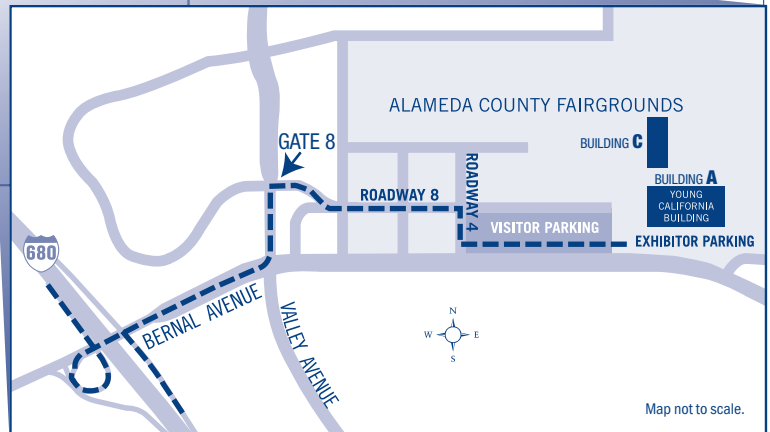 ALAMEDA COUNTY FAIRGROUNDS
BUILDING C
GATE 8
BUILDING A
YOUNG
CALIFORNIA
BUILDING
ROADWAY 8
ROADWAY 4
VISITOR PARKING
EXHIBITOR PARKING
680
BERNAL AVENUE
VALLEY AVENUE
N
W E
S
Map not to scale.